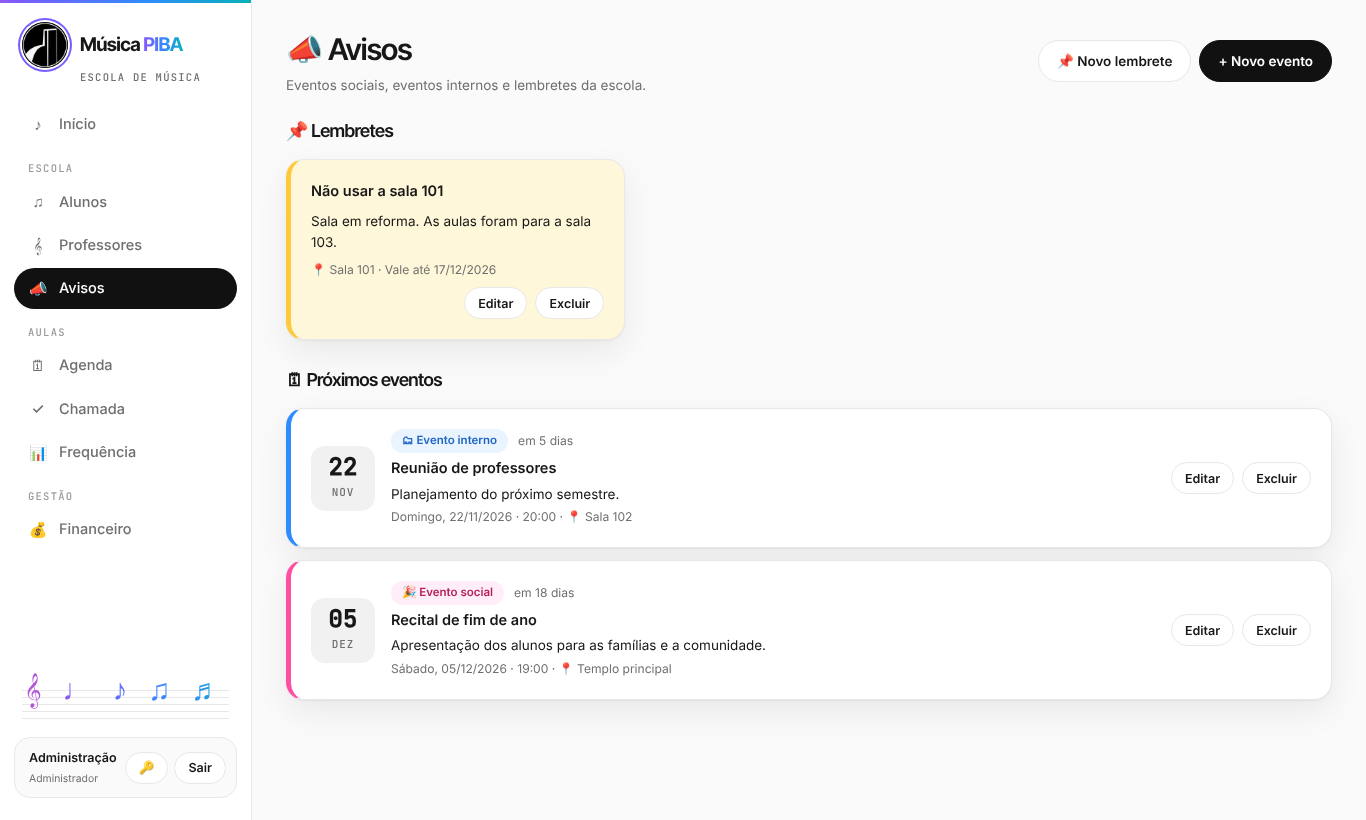 Música PIBA
ESCOLA DE MÚSICA
Início
ESCOLA
Alunos
Professores
Avisos
AULAS
Agenda
Chamada
Frequência
GESTÃO
Financeiro
Administração
Administrador
Sair
📣 Avisos
Eventos sociais, eventos internos e lembretes da escola.
📌 Novo lembrete
+ Novo evento
📌 Lembretes
Não usar a sala 101
Sala em reforma. As aulas foram para a sala
103.
📍 Sala 101 · Vale até 17/12/2026
Editar
Excluir
Próximos eventos
22
NOV
Evento interno
em 5 dias
Reunião de professores
Planejamento do próximo semestre.
Domingo, 22/11/2026 · 20:00 · 📍 Sala 102
Editar
Excluir
05
DEZ
🎉 Evento social
em 18 dias
Recital de fim de ano
Apresentação dos alunos para as famílias e a comunidade.
Sábado, 05/12/2026 · 19:00 · 📍 Templo principal
Editar
Excluir